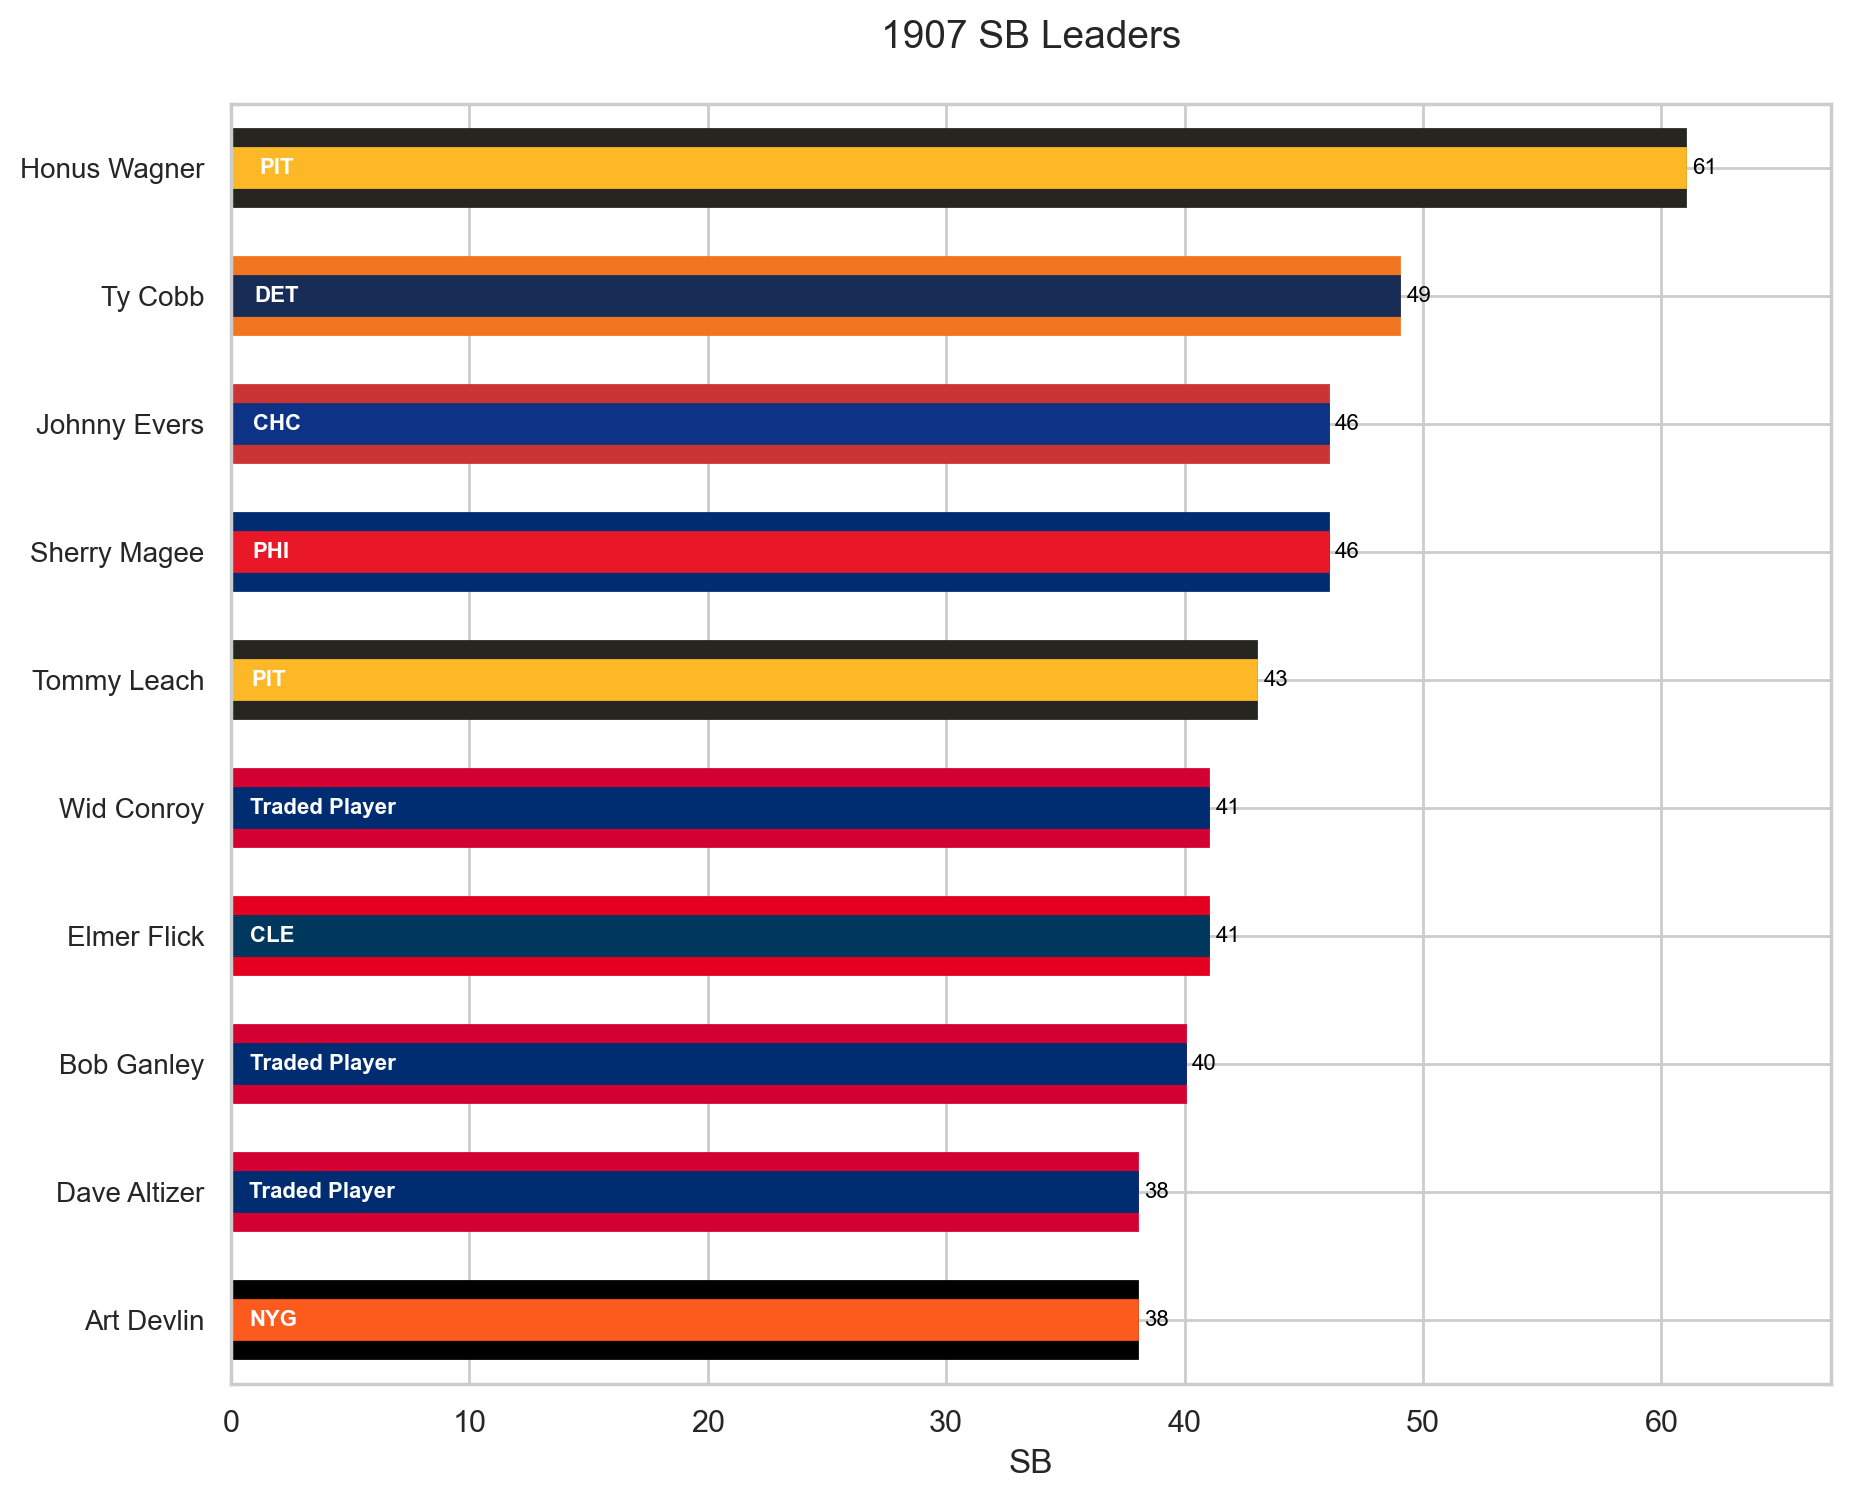 1907 SB Leaders
Honus Wagner PIT 61
Ty Cobb DET 49
Johnny Evers CHC 46
Sherry Magee PHI 46
Tommy Leach PIT 43
Wid Conroy Traded Player 41
Elmer Flick CLE 41
Bob Ganley Traded Player 40
Dave Altizer Traded Player 38
Art Devlin NYG 38
0 10 20 30 40 50 60
SB